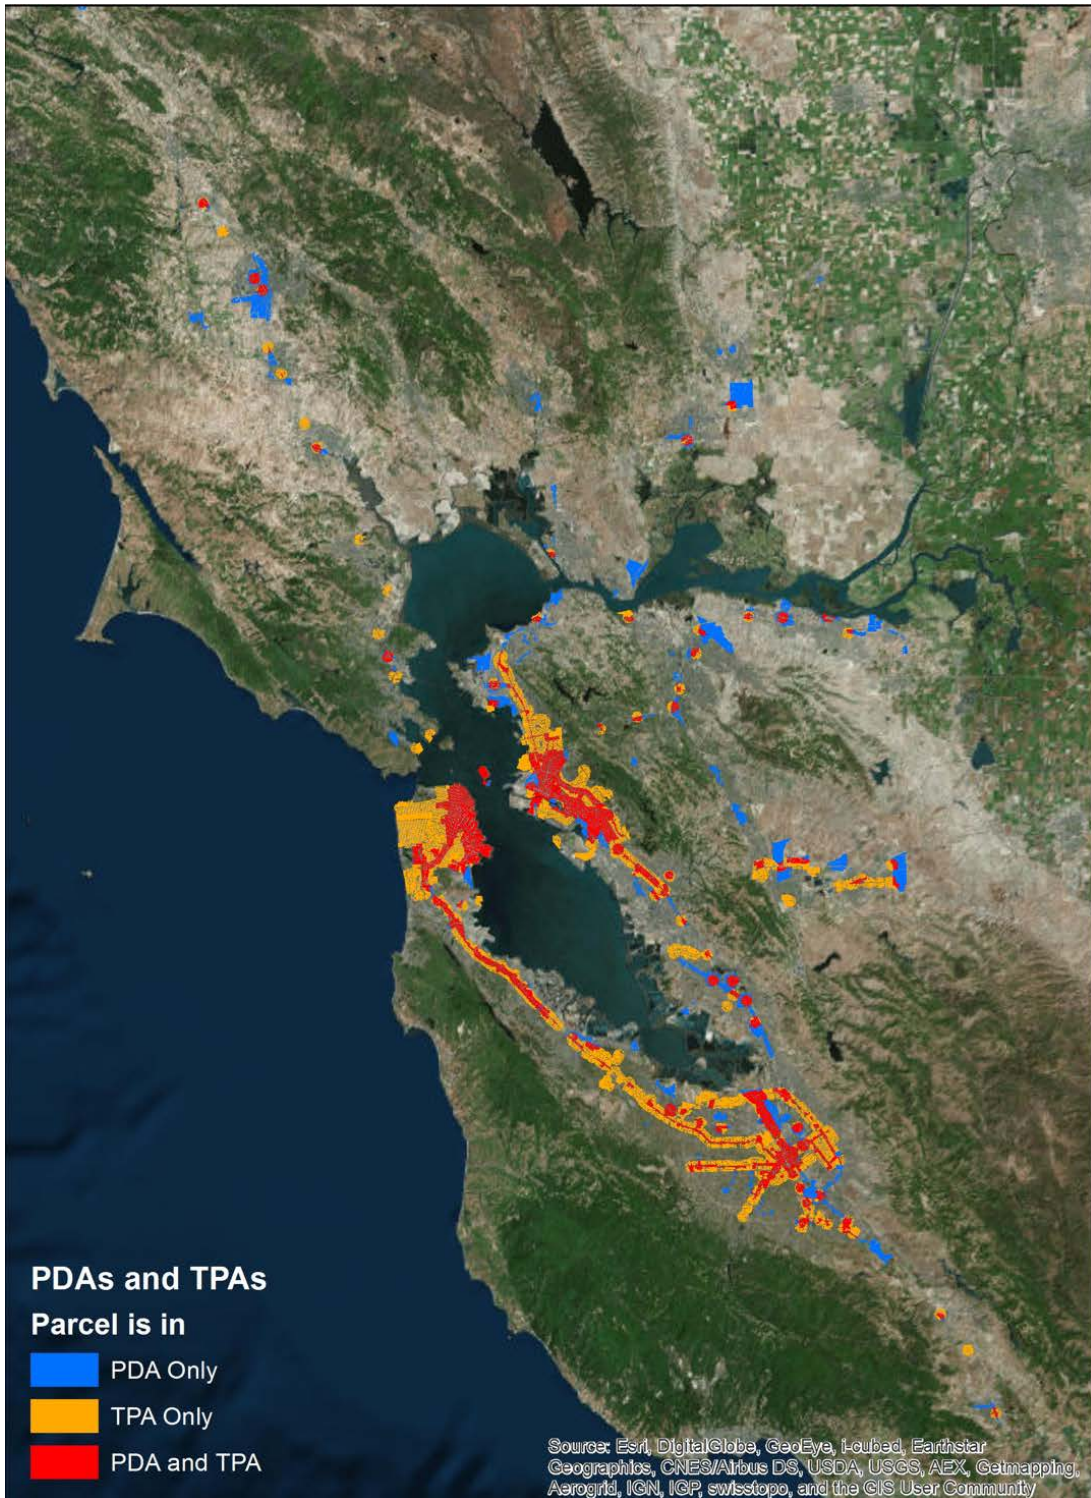 PDAs and TPAs
Parcel is in
PDA Only
TPA Only
PDA and TPA
Source: Esri, DigitalGlobe, GeoEye, i-cubed, Earthstar
Geographics, CNES/Airbus DS, USDA, USGS, AEX, Getmapping,
Aerogrid, IGN, IGP, swisstopo, and the GIS User Community